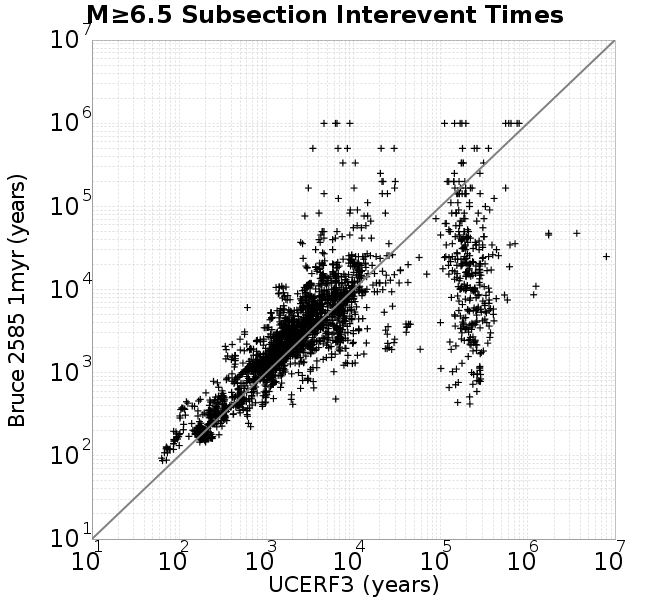 M≥6.5 Subsection Interevent Times
10^7
10^6
10^5
10^4
10^3
10^2
10^1
Bruce 2585 1myr (years)
10^1 10^2 10^3 10^4 10^5 10^6 10^7
UCERF3 (years)